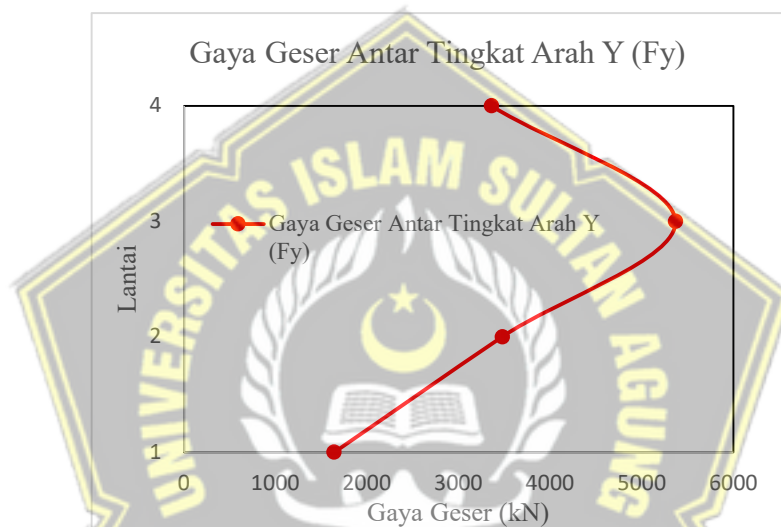 Gaya Geser Antar Tingkat Arah Y (Fy)
4
3
2
1
Lantai
Gaya Geser Antar Tingkat Arah Y
(Fy)
0 1000 2000 3000 4000 5000 6000
Gaya Geser (kN)
UNIVERSITAS ISLAM SULTAN AGUNG